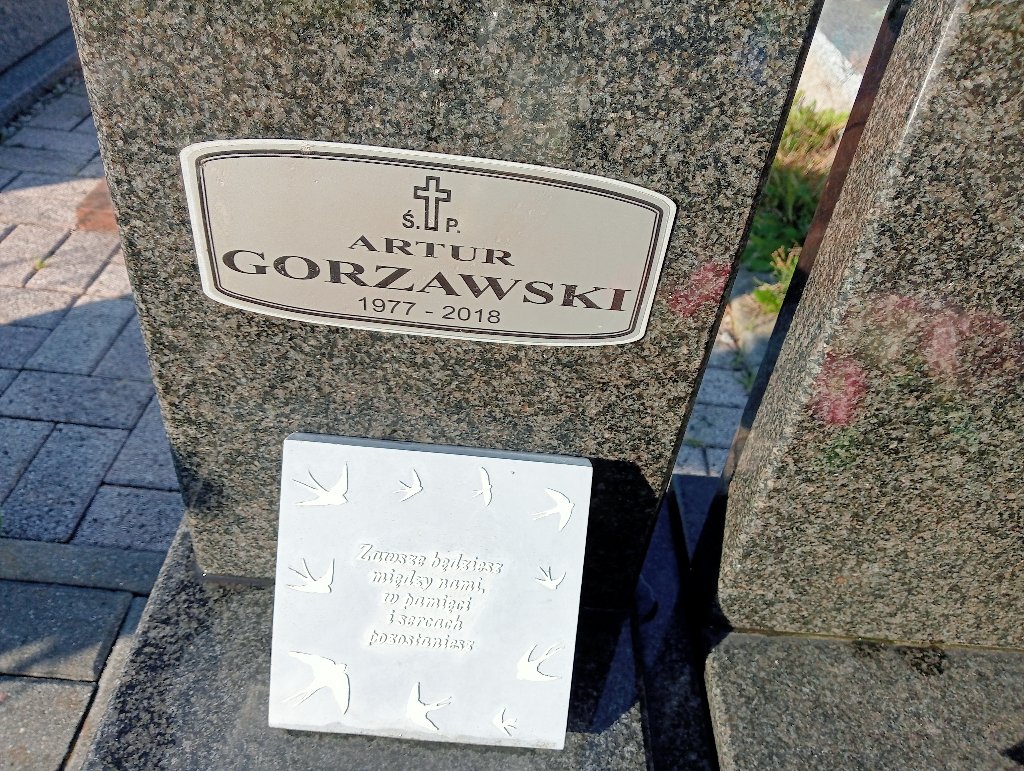 Ś. P.
ARTUR
GORZAWSKI
1977 - 2018
Zawsze będziesz
między nami,
w pamięci
i sercach
pozostaniesz